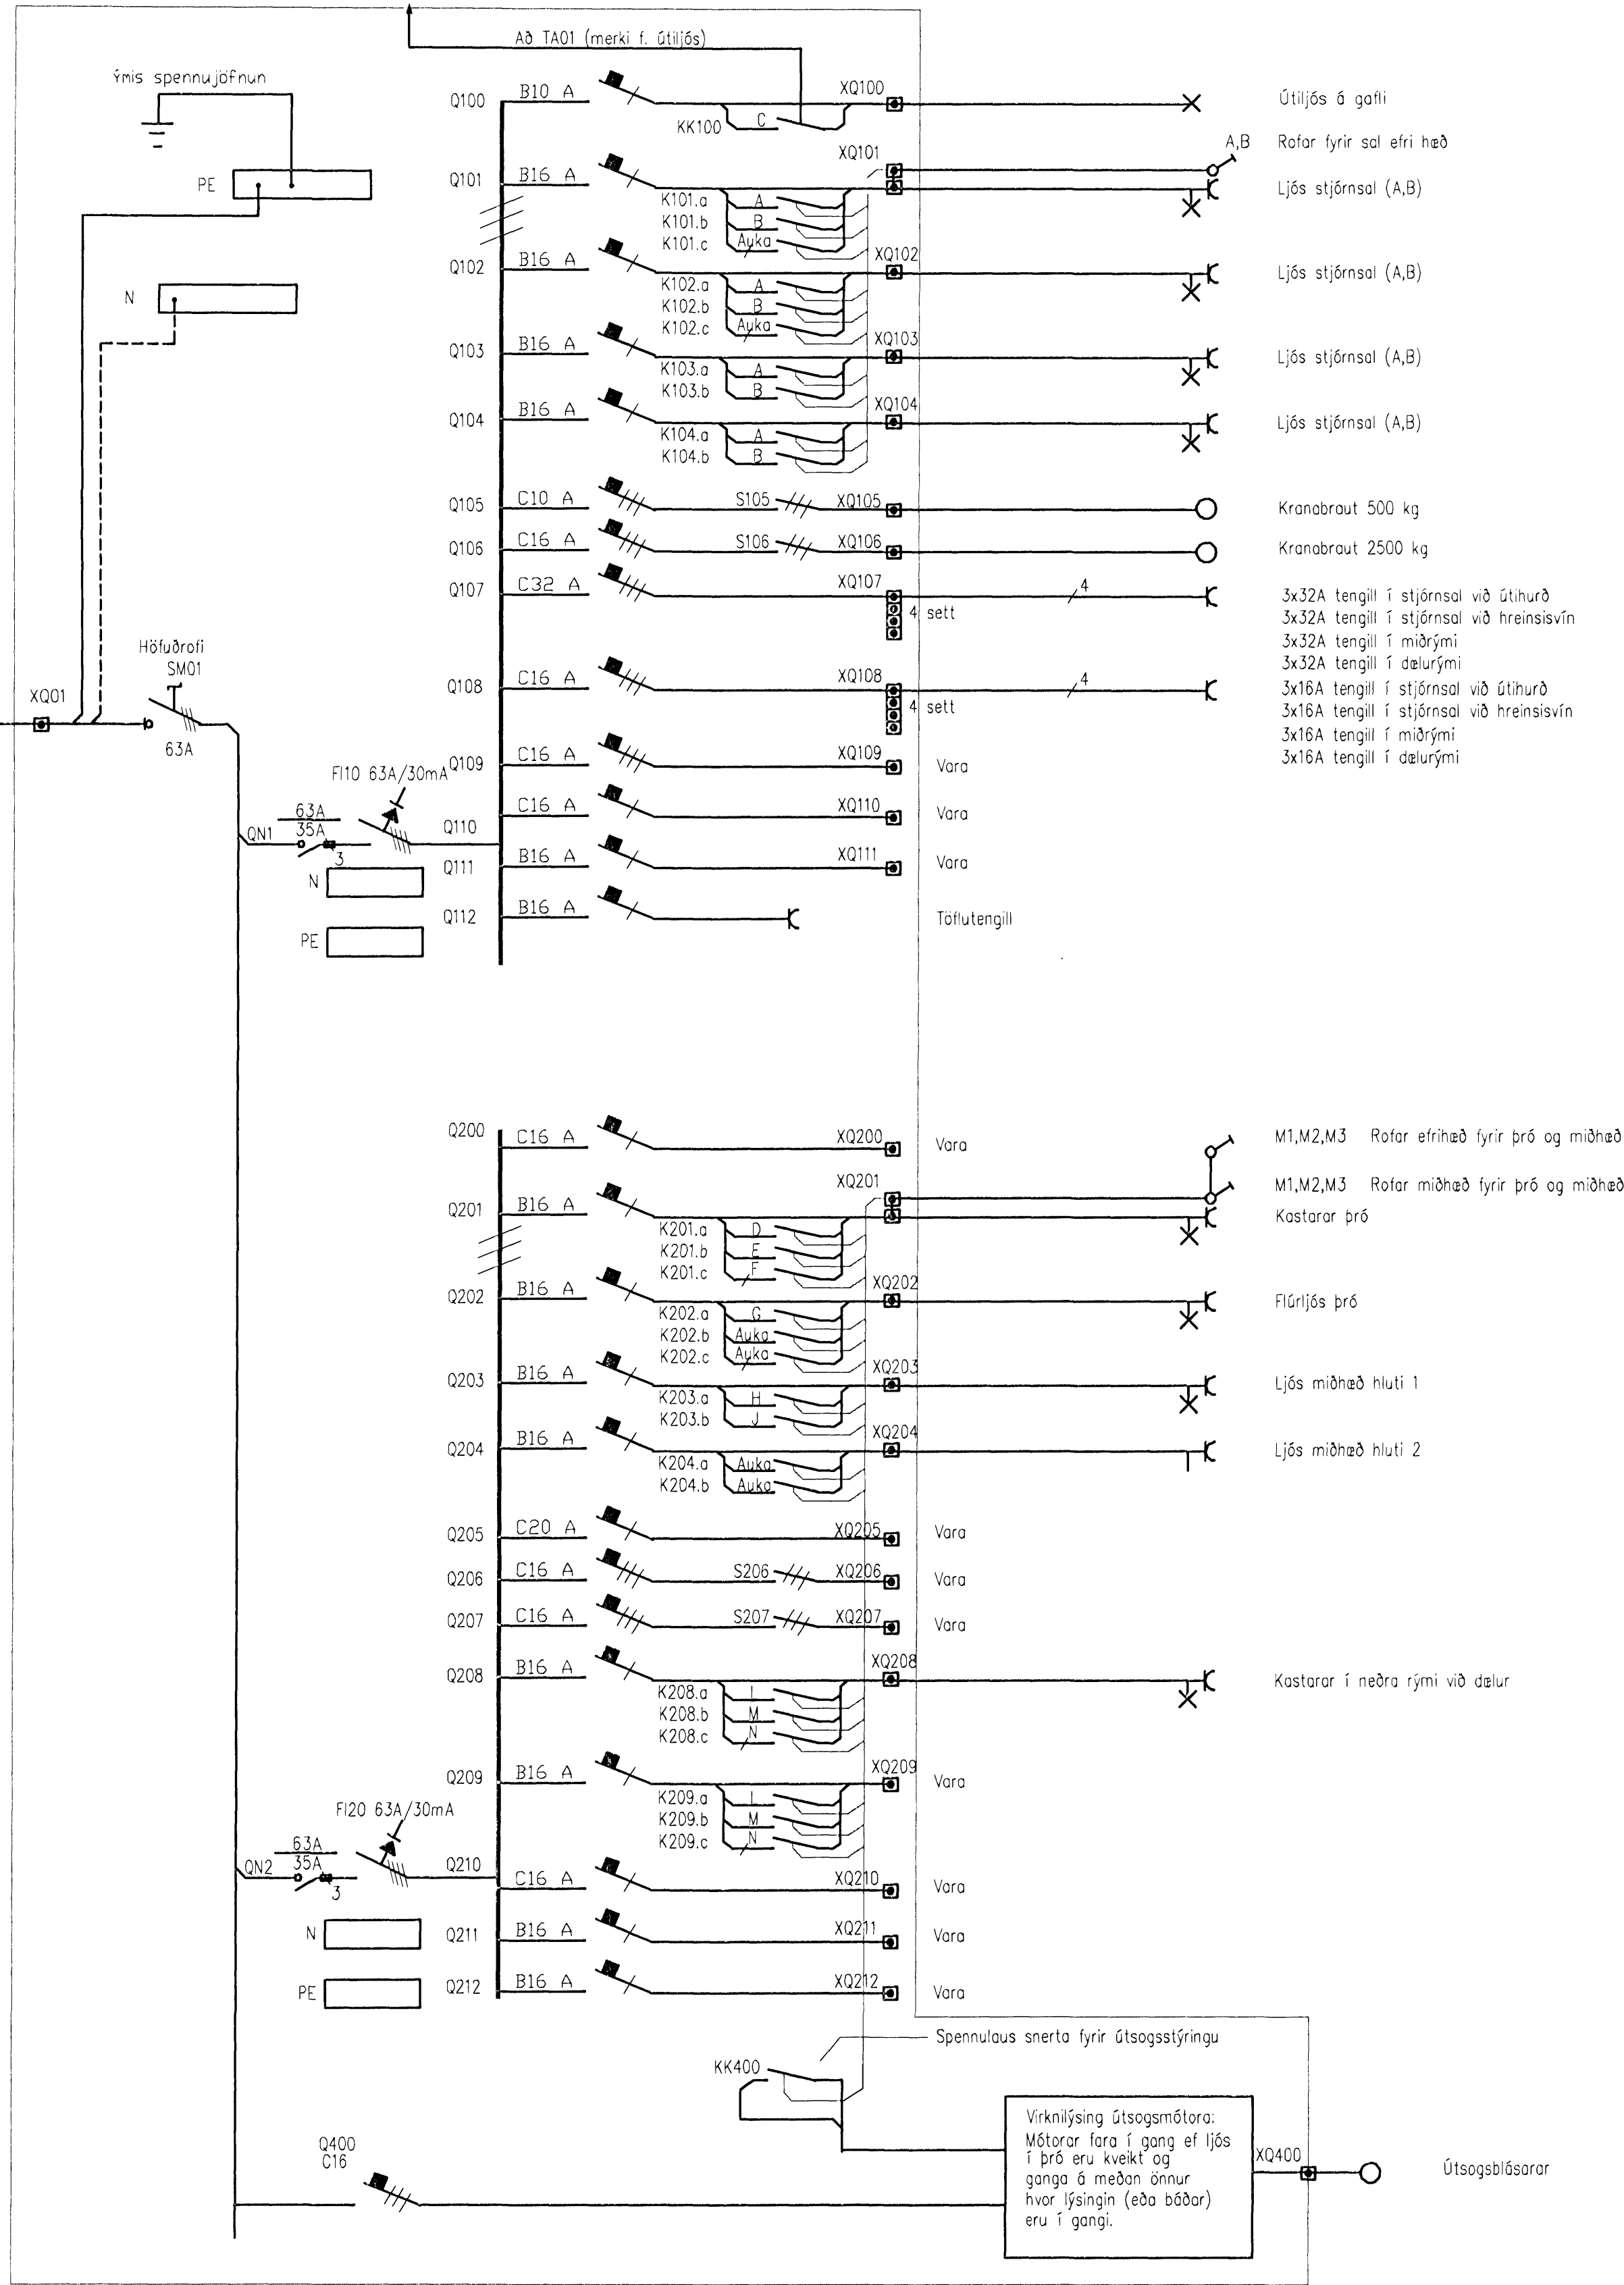 Að TA01 (merki f. útiljós)
Ýmis spennujöfnun
Q100 B10 A KK100 C XQ100 Útiljós á gafli
XQ101 A,B Rofar fyrir sal efri hæð
PE
Q101 B16 A Ljós stjórnsal (A,B)
K101.a A
K101.b B
K101.c Auka
Q102 B16 A XQ102 Ljós stjórnsal (A,B)
K102.a A
K102.b B
K102.c Auka
N
Q103 B16 A XQ103 Ljós stjórnsal (A,B)
K103.a A
K103.b B
Q104 B16 A XQ104 Ljós stjórnsal (A,B)
K104.a A
K104.b B
Q105 C10 A S105 XQ105 Kranabraut 500 kg
Q106 C16 A S106 XQ106 Kranabraut 2500 kg
Q107 C32 A XQ107 4 sett 4
3x32A tengill í stjórnsal við útihurð
3x32A tengill í stjórnsal við hreinsisvín
3x32A tengill í miðrými
3x32A tengill í dælurými
Höfuðrofi
SM01
63A
XQ01
Q108 C16 A XQ108 4 sett 4
3x16A tengill í stjórnsal við útihurð
3x16A tengill í stjórnsal við hreinsisvín
3x16A tengill í miðrými
3x16A tengill í dælurými
Q109 C16 A XQ109 Vara
FI10 63A/30mA
QN1 63A
35A
3
Q110 C16 A XQ110 Vara
Q111 B16 A XQ111 Vara
N
Q112 B16 A Töflutengill
PE
Q200 C16 A XQ200 Vara
M1,M2,M3 Rofar efrihæð fyrir þró og miðhæð
XQ201 M1,M2,M3 Rofar miðhæð fyrir þró og miðhæð
Q201 B16 A Kastarar þró
K201.a D
K201.b E
K201.c F
Q202 B16 A XQ202 Flúrljós þró
K202.a G
K202.b Auka
K202.c Auka
Q203 B16 A XQ203 Ljós miðhæð hluti 1
K203.a H
K203.b J
Q204 B16 A XQ204 Ljós miðhæð hluti 2
K204.a Auka
K204.b Auka
Q205 C20 A XQ205 Vara
Q206 C16 A S206 XQ206 Vara
Q207 C16 A S207 XQ207 Vara
Q208 B16 A XQ208 Kastarar í neðra rými við dælur
K208.a L
K208.b M
K208.c N
Q209 B16 A XQ209 Vara
K209.a L
K209.b M
K209.c N
FI20 63A/30mA
QN2 63A
35A
3
Q210 C16 A XQ210 Vara
N
Q211 B16 A XQ211 Vara
PE
Q212 B16 A XQ212 Vara
Spennulaus snerta fyrir útsogsstýringu
KK400
Virknilýsing útsogsmótora:
Mótorar fara í gang ef ljós
í þró eru kveikt og
ganga á meðan önnur
hvor lýsingin (eða báðar)
eru í gangi.
Q400
C16
XQ400 Útsogsblásarar